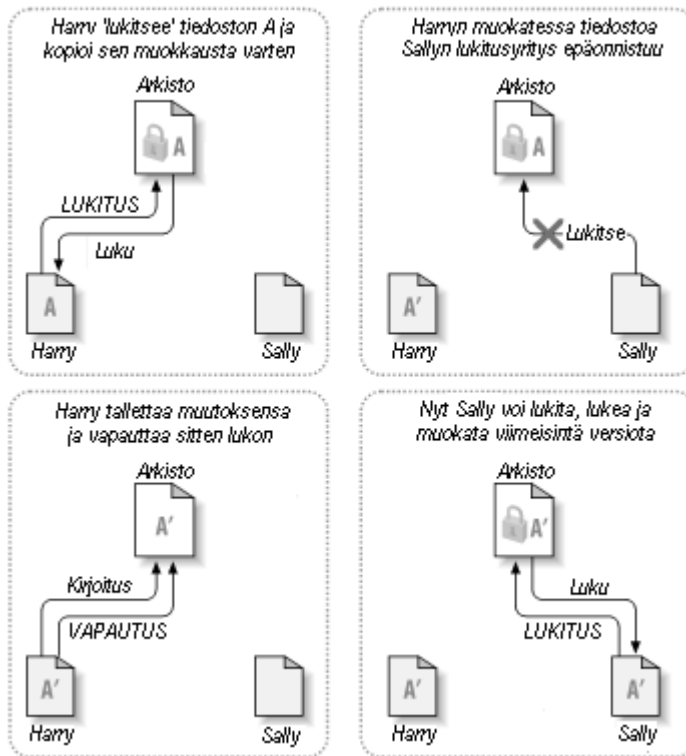 Harry 'lukitsee' tiedoston A ja
kopioi sen muokkausta varten
Arkisto
A
LUKITUS
Luku
A
Harry
Sally
Harryn muokatessa tiedostoa
Sallyn lukitusyritys epäonnistuu
Arkisto
A
Lukitse
A′
Harry
Sally
Harry tallettaa muutoksensa
ja vapauttaa sitten lukon
Arkisto
A′
Kirjoitus
VAPAUTUS
A′
Harry
Sally
Nyt Sally voi lukita, lukea ja
muokata viimeisintä versiota
Arkisto
A′
Luku
LUKITUS
A′
A′
Harry
Sally